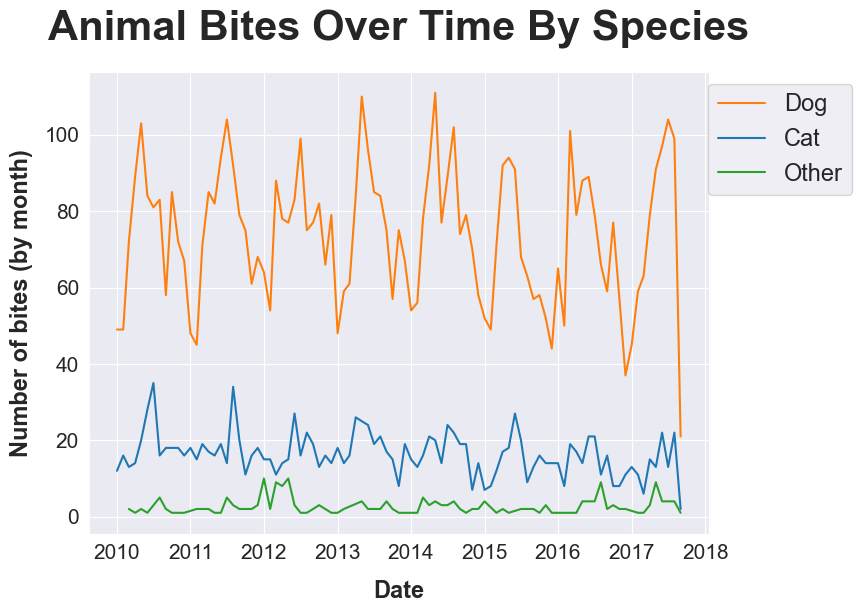 Animal Bites Over Time By Species
Dog
Cat
Other
Number of bites (by month)
100
80
60
40
20
0
2010 2011 2012 2013 2014 2015 2016 2017 2018
Date